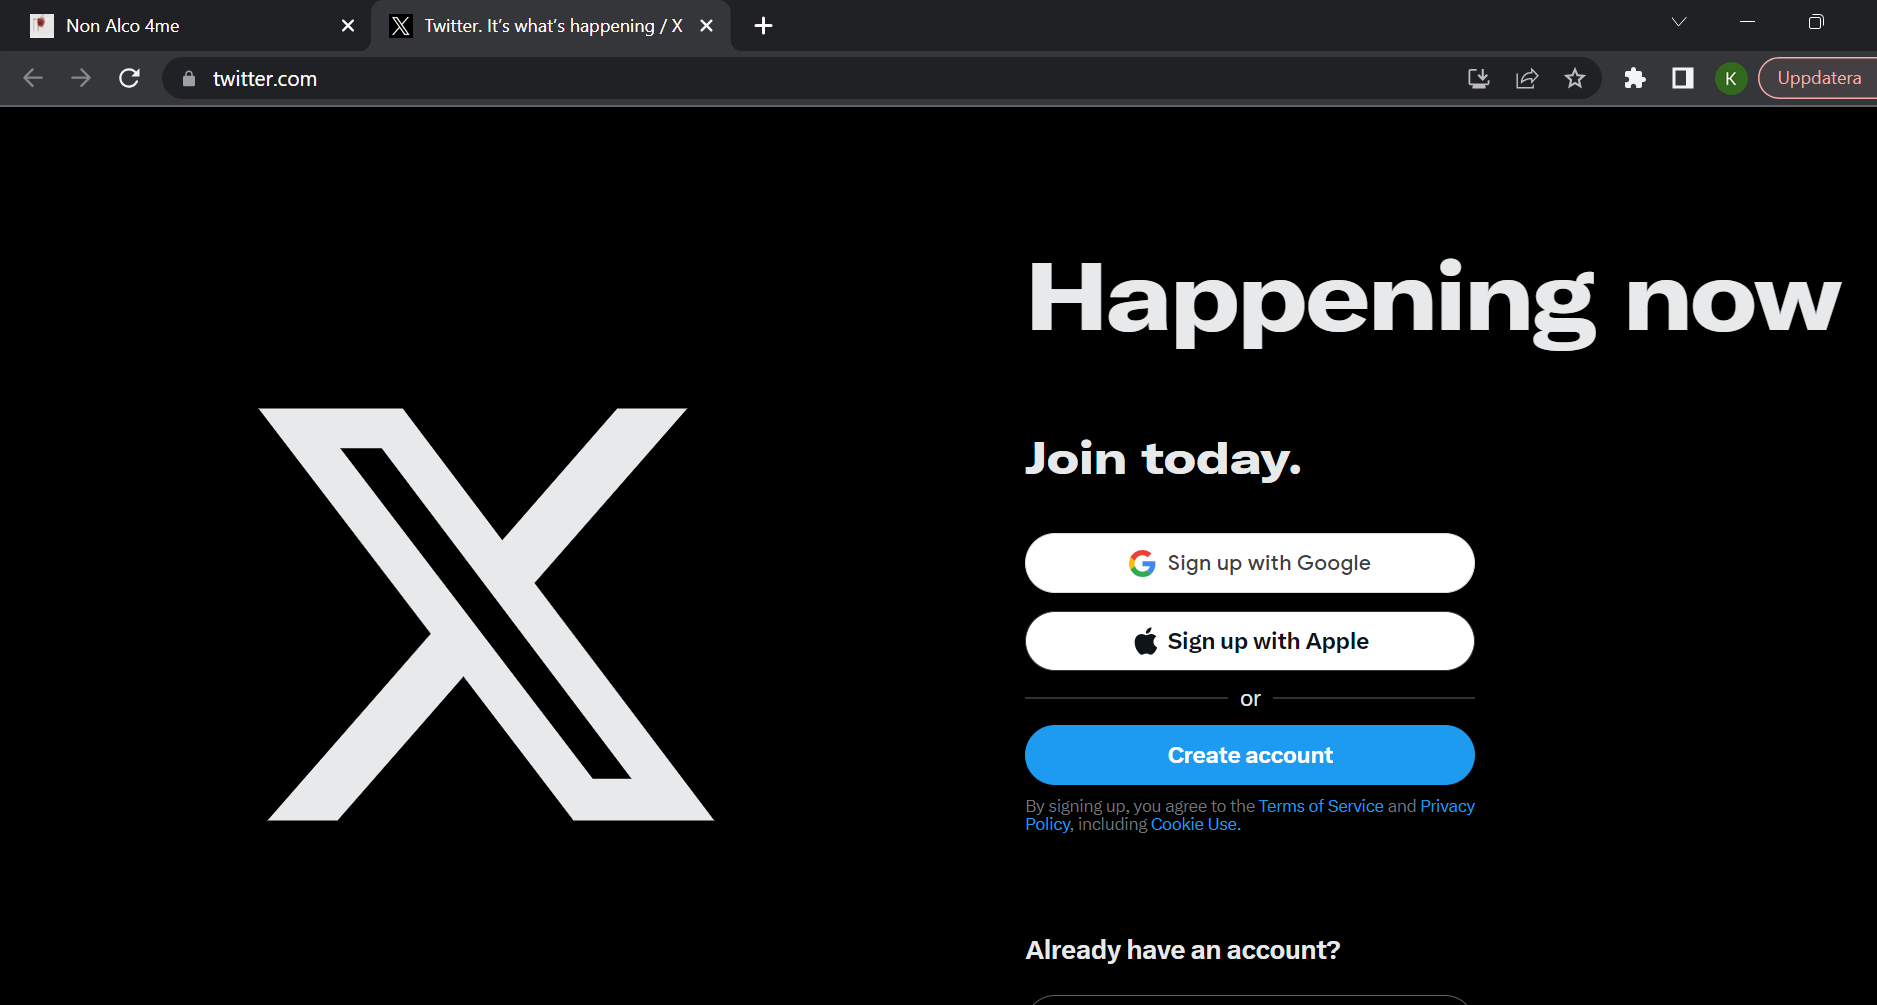 Non Alco 4me
Twitter. It's what's happening / X
twitter.com
K
Uppdatera
Happening now
Join today.
Sign up with Google
Sign up with Apple
or
Create account
By signing up, you agree to the Terms of Service and Privacy
Policy, including Cookie Use.
Already have an account?